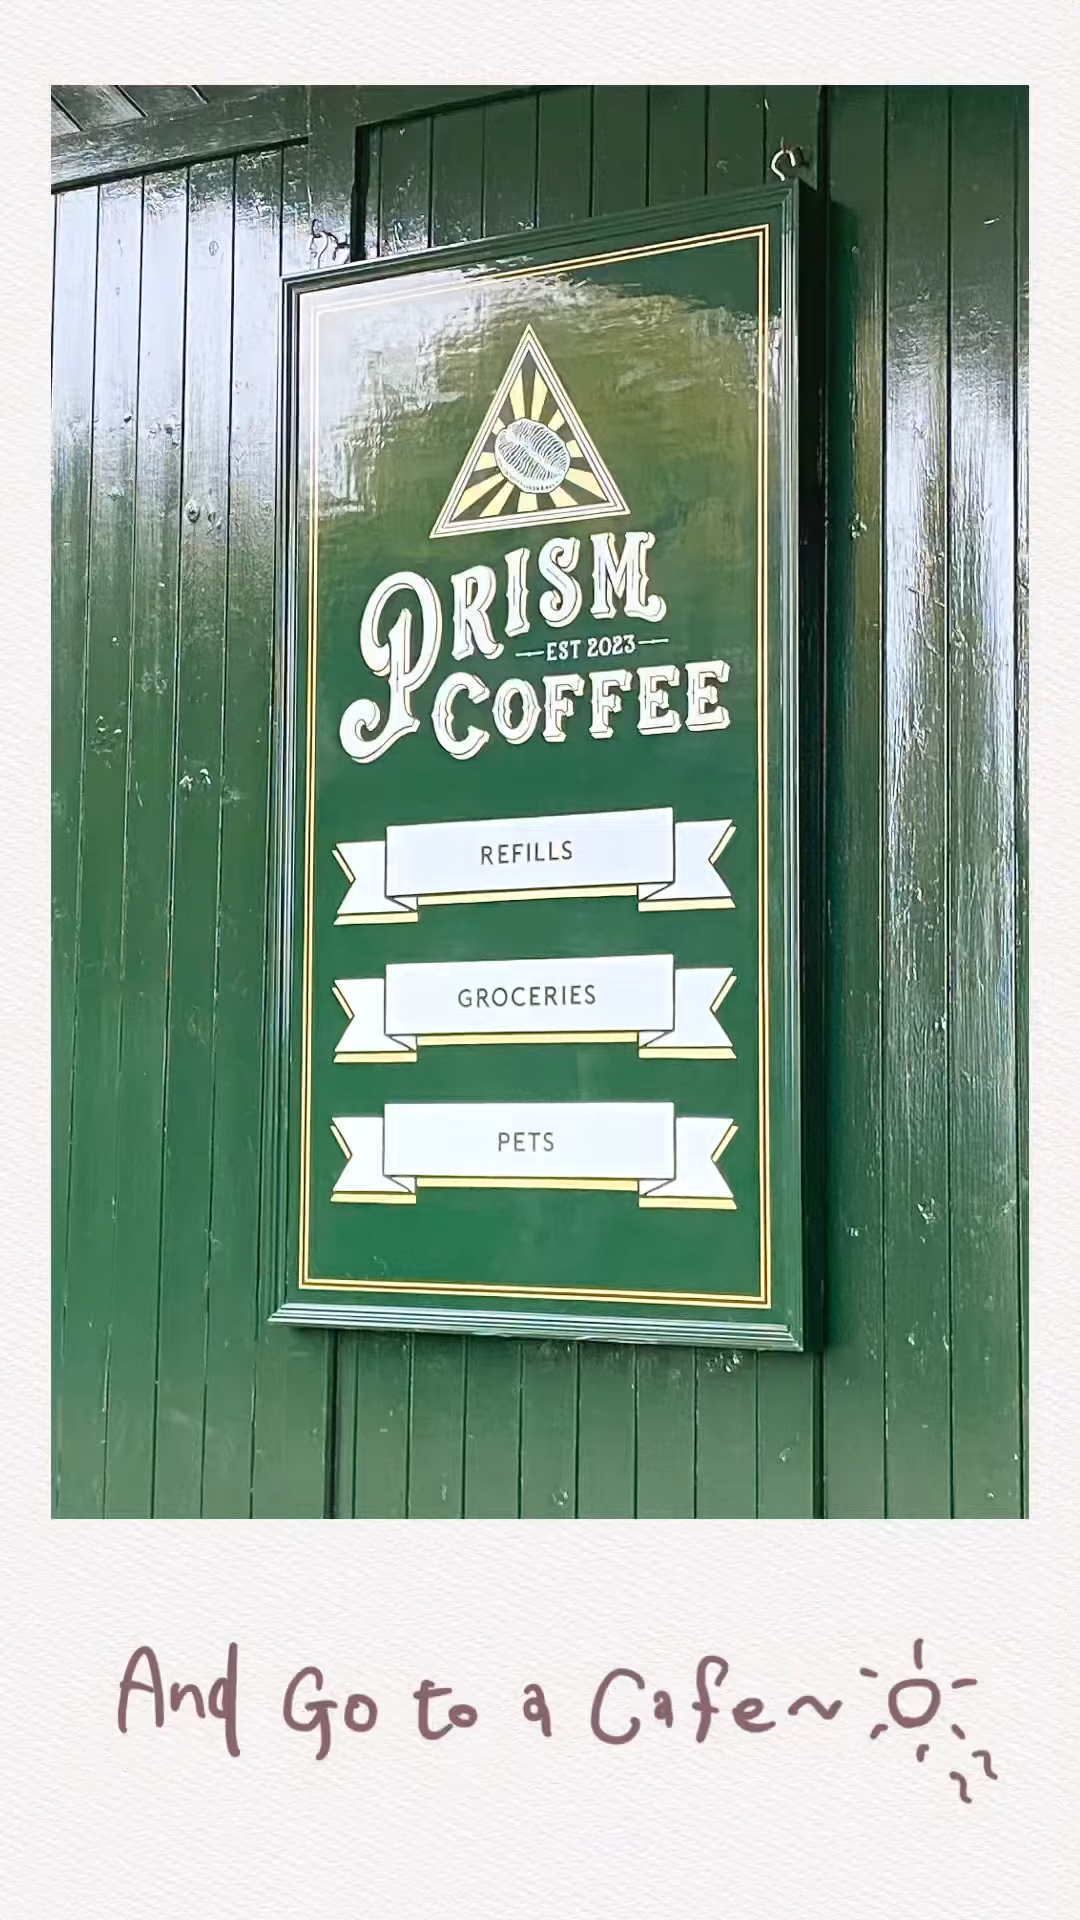 PRISM
EST 2023
COFFEE
REFILLS
GROCERIES
PETS
And Go to a Cafe~